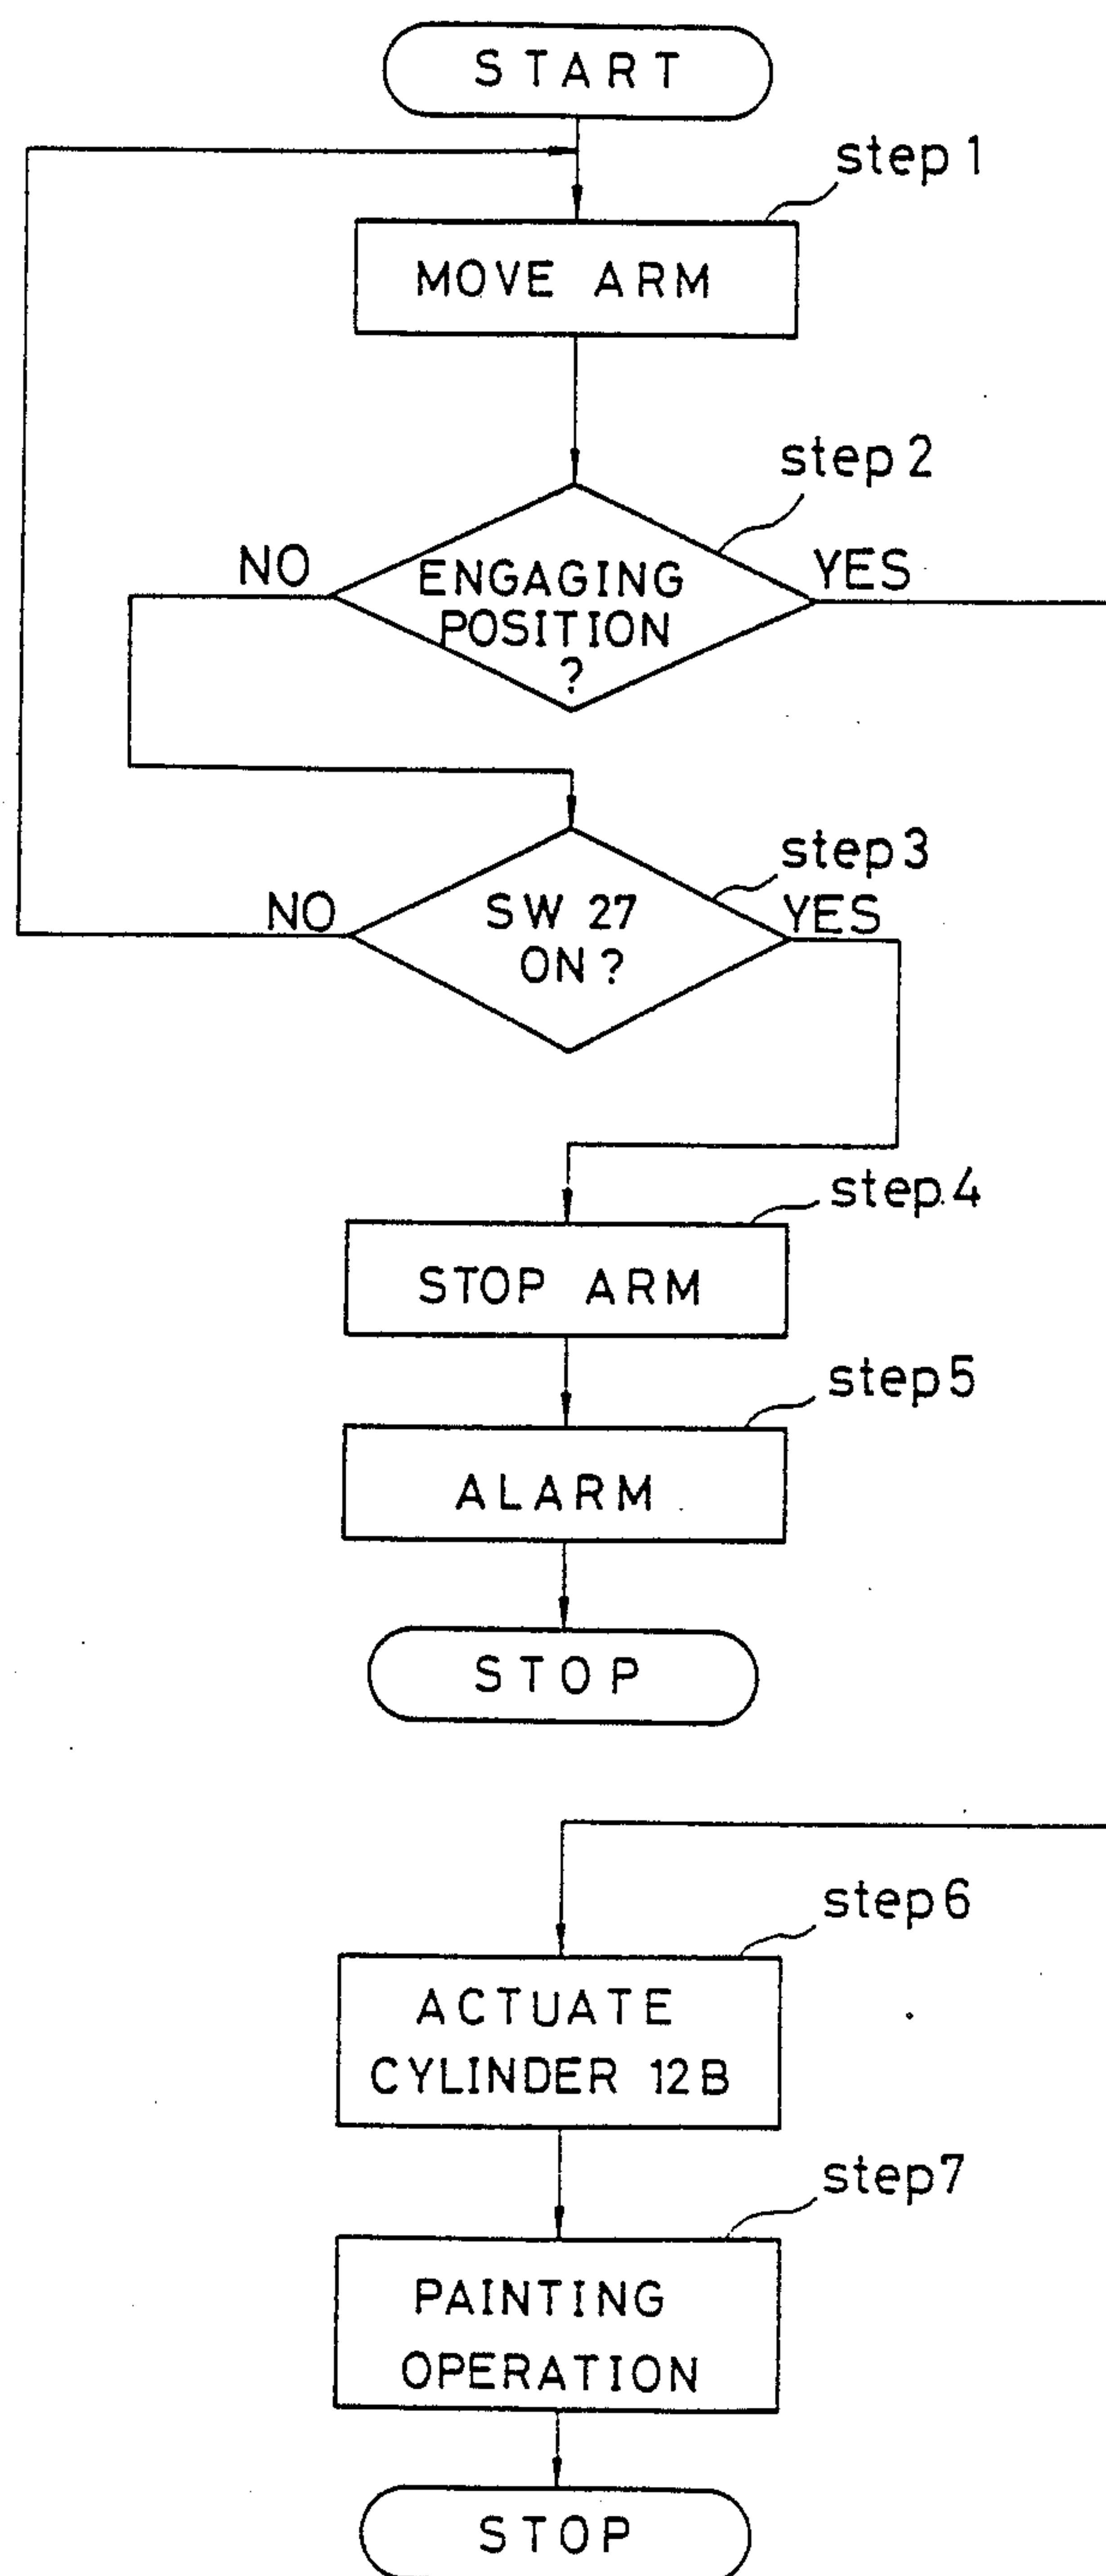 START
step 1
MOVE ARM
step 2
NO
YES
ENGAGING
POSITION
?
step 3
NO
YES
SW 27
ON?
step 4
STOP ARM
step 5
ALARM
STOP
step 6
ACTUATE
CYLINDER 12B
step 7
PAINTING
OPERATION
STOP